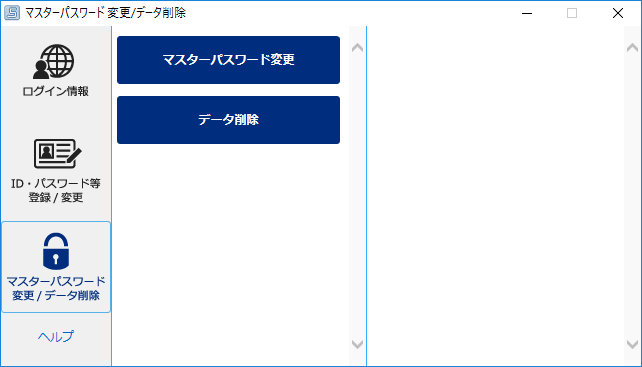 マスターパスワード 変更/データ削除
ログイン情報
ID・パスワード等
登録 / 変更
マスターパスワード
変更 / データ削除
ヘルプ
マスターパスワード変更
データ削除